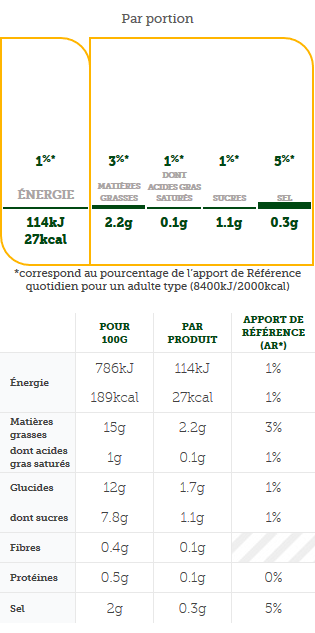 Par portion
1%* 3%* 1%* 1%* 5%*
ÉNERGIE MATIÈRES GRASSES DONT ACIDES GRAS SATURÉS SUCRES SEL
114kJ 2.2g 0.1g 1.1g 0.3g
27kcal
*correspond au pourcentage de l'apport de Référence
quotidien pour un adulte type (8400kJ/2000kcal)
POUR 100G PAR PRODUIT APPORT DE RÉFÉRENCE (AR*)
Énergie 786kJ 114kJ 1%
189kcal 27kcal 1%
Matières grasses 15g 2.2g 3%
dont acides gras saturés 1g 0.1g 1%
Glucides 12g 1.7g 1%
dont sucres 7.8g 1.1g 1%
Fibres 0.4g 0.1g
Protéines 0.5g 0.1g 0%
Sel 2g 0.3g 5%